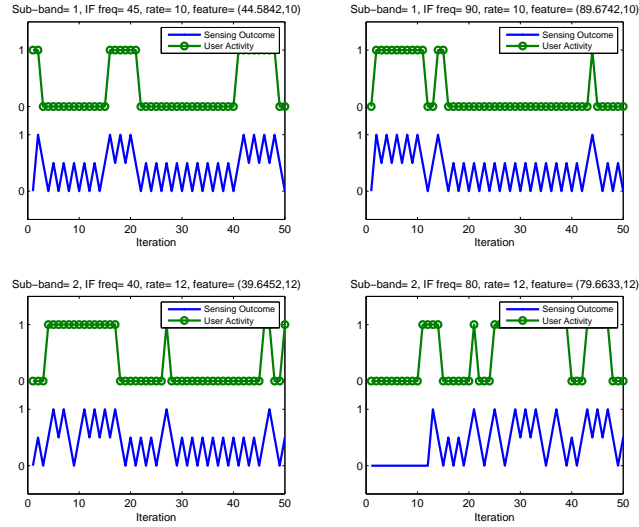 Sub-band= 1, IF freq= 45, rate= 10, feature= (44.5842,10)
Sensing Outcome
User Activity
1
0
1
0
0 10 20 30 40 50
Iteration
Sub-band= 1, IF freq= 90, rate= 10, feature= (89.6742,10)
Sensing Outcome
User Activity
1
0
1
0
0 10 20 30 40 50
Iteration
Sub-band= 2, IF freq= 40, rate= 12, feature= (39.6452,12)
Sensing Outcome
User Activity
1
0
1
0
0 10 20 30 40 50
Iteration
Sub-band= 2, IF freq= 80, rate= 12, feature= (79.6633,12)
Sensing Outcome
User Activity
1
0
1
0
0 10 20 30 40 50
Iteration